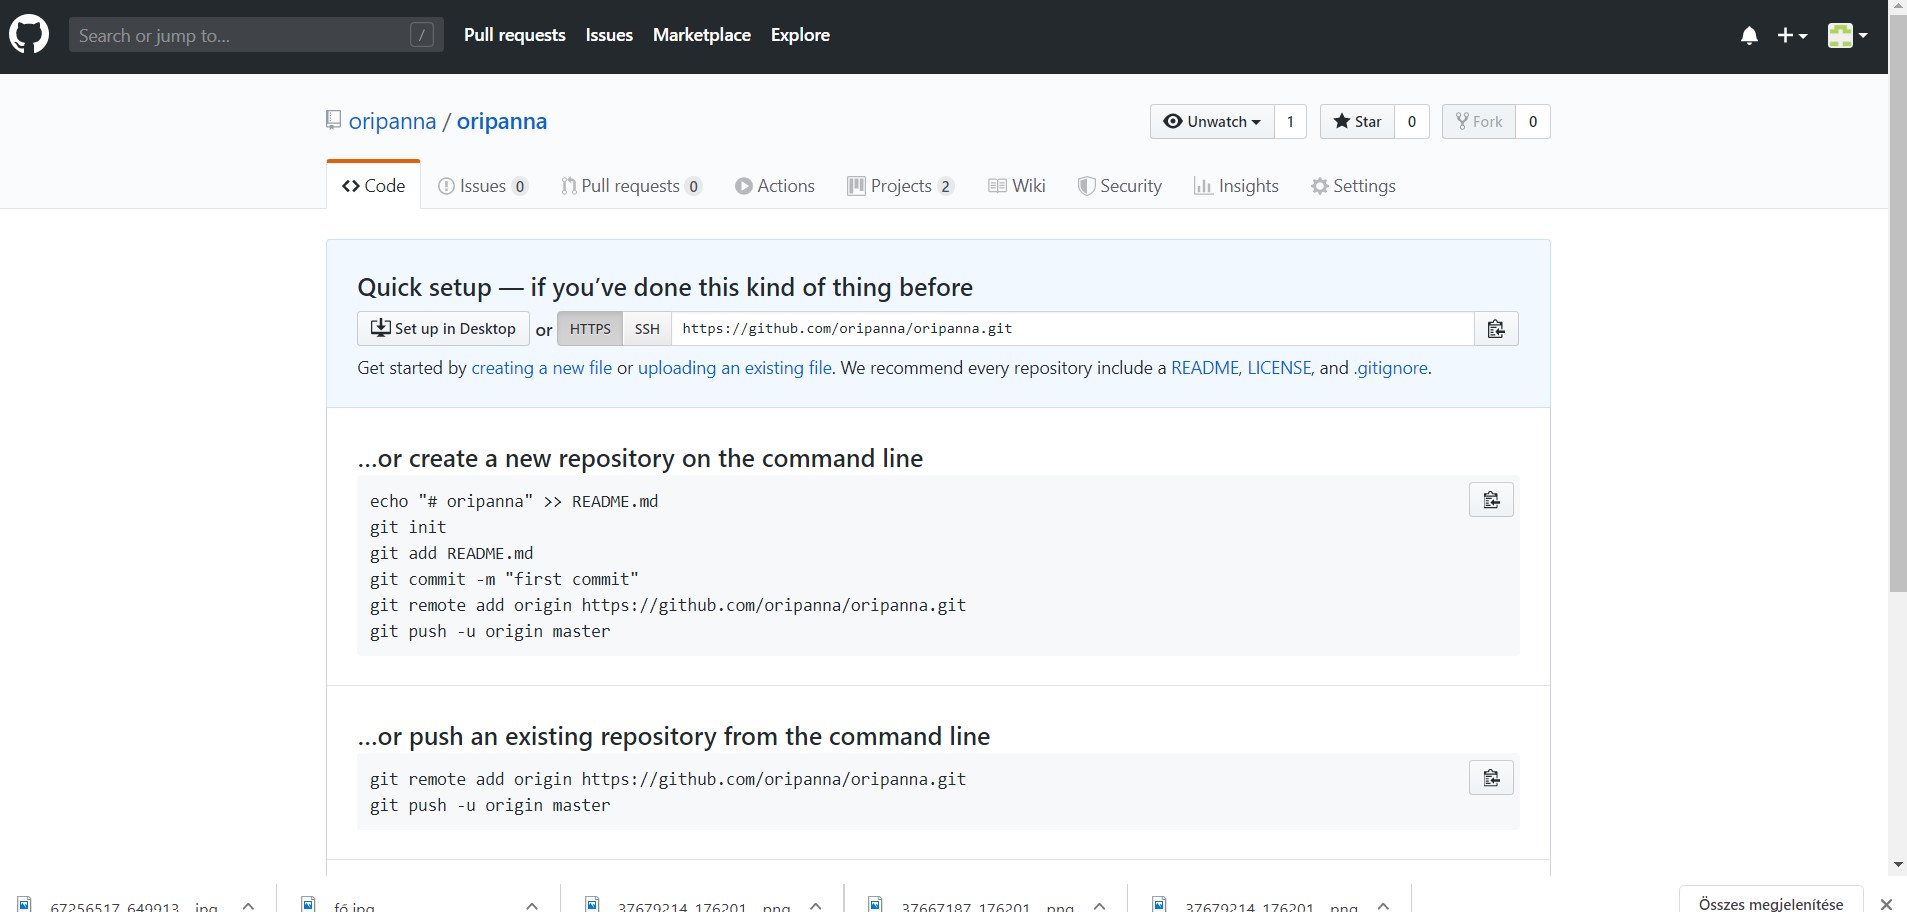 Search or jump to... /
Pull requests Issues Marketplace Explore
oripanna / oripanna
Unwatch 1 Star 0 Fork 0
Code Issues 0 Pull requests 0 Actions Projects 2 Wiki Security Insights Settings
Quick setup — if you’ve done this kind of thing before
Set up in Desktop or HTTPS SSH https://github.com/oripanna/oripanna.git
Get started by creating a new file or uploading an existing file. We recommend every repository include a README, LICENSE, and .gitignore.
…or create a new repository on the command line
echo "# oripanna" >> README.md
git init
git add README.md
git commit -m "first commit"
git remote add origin https://github.com/oripanna/oripanna.git
git push -u origin master
…or push an existing repository from the command line
git remote add origin https://github.com/oripanna/oripanna.git
git push -u origin master
67256517_649913....jpg fő.jpg 37679214_176201....png 37667187_176201....png 37679214_176201....png Összes megjelenítése